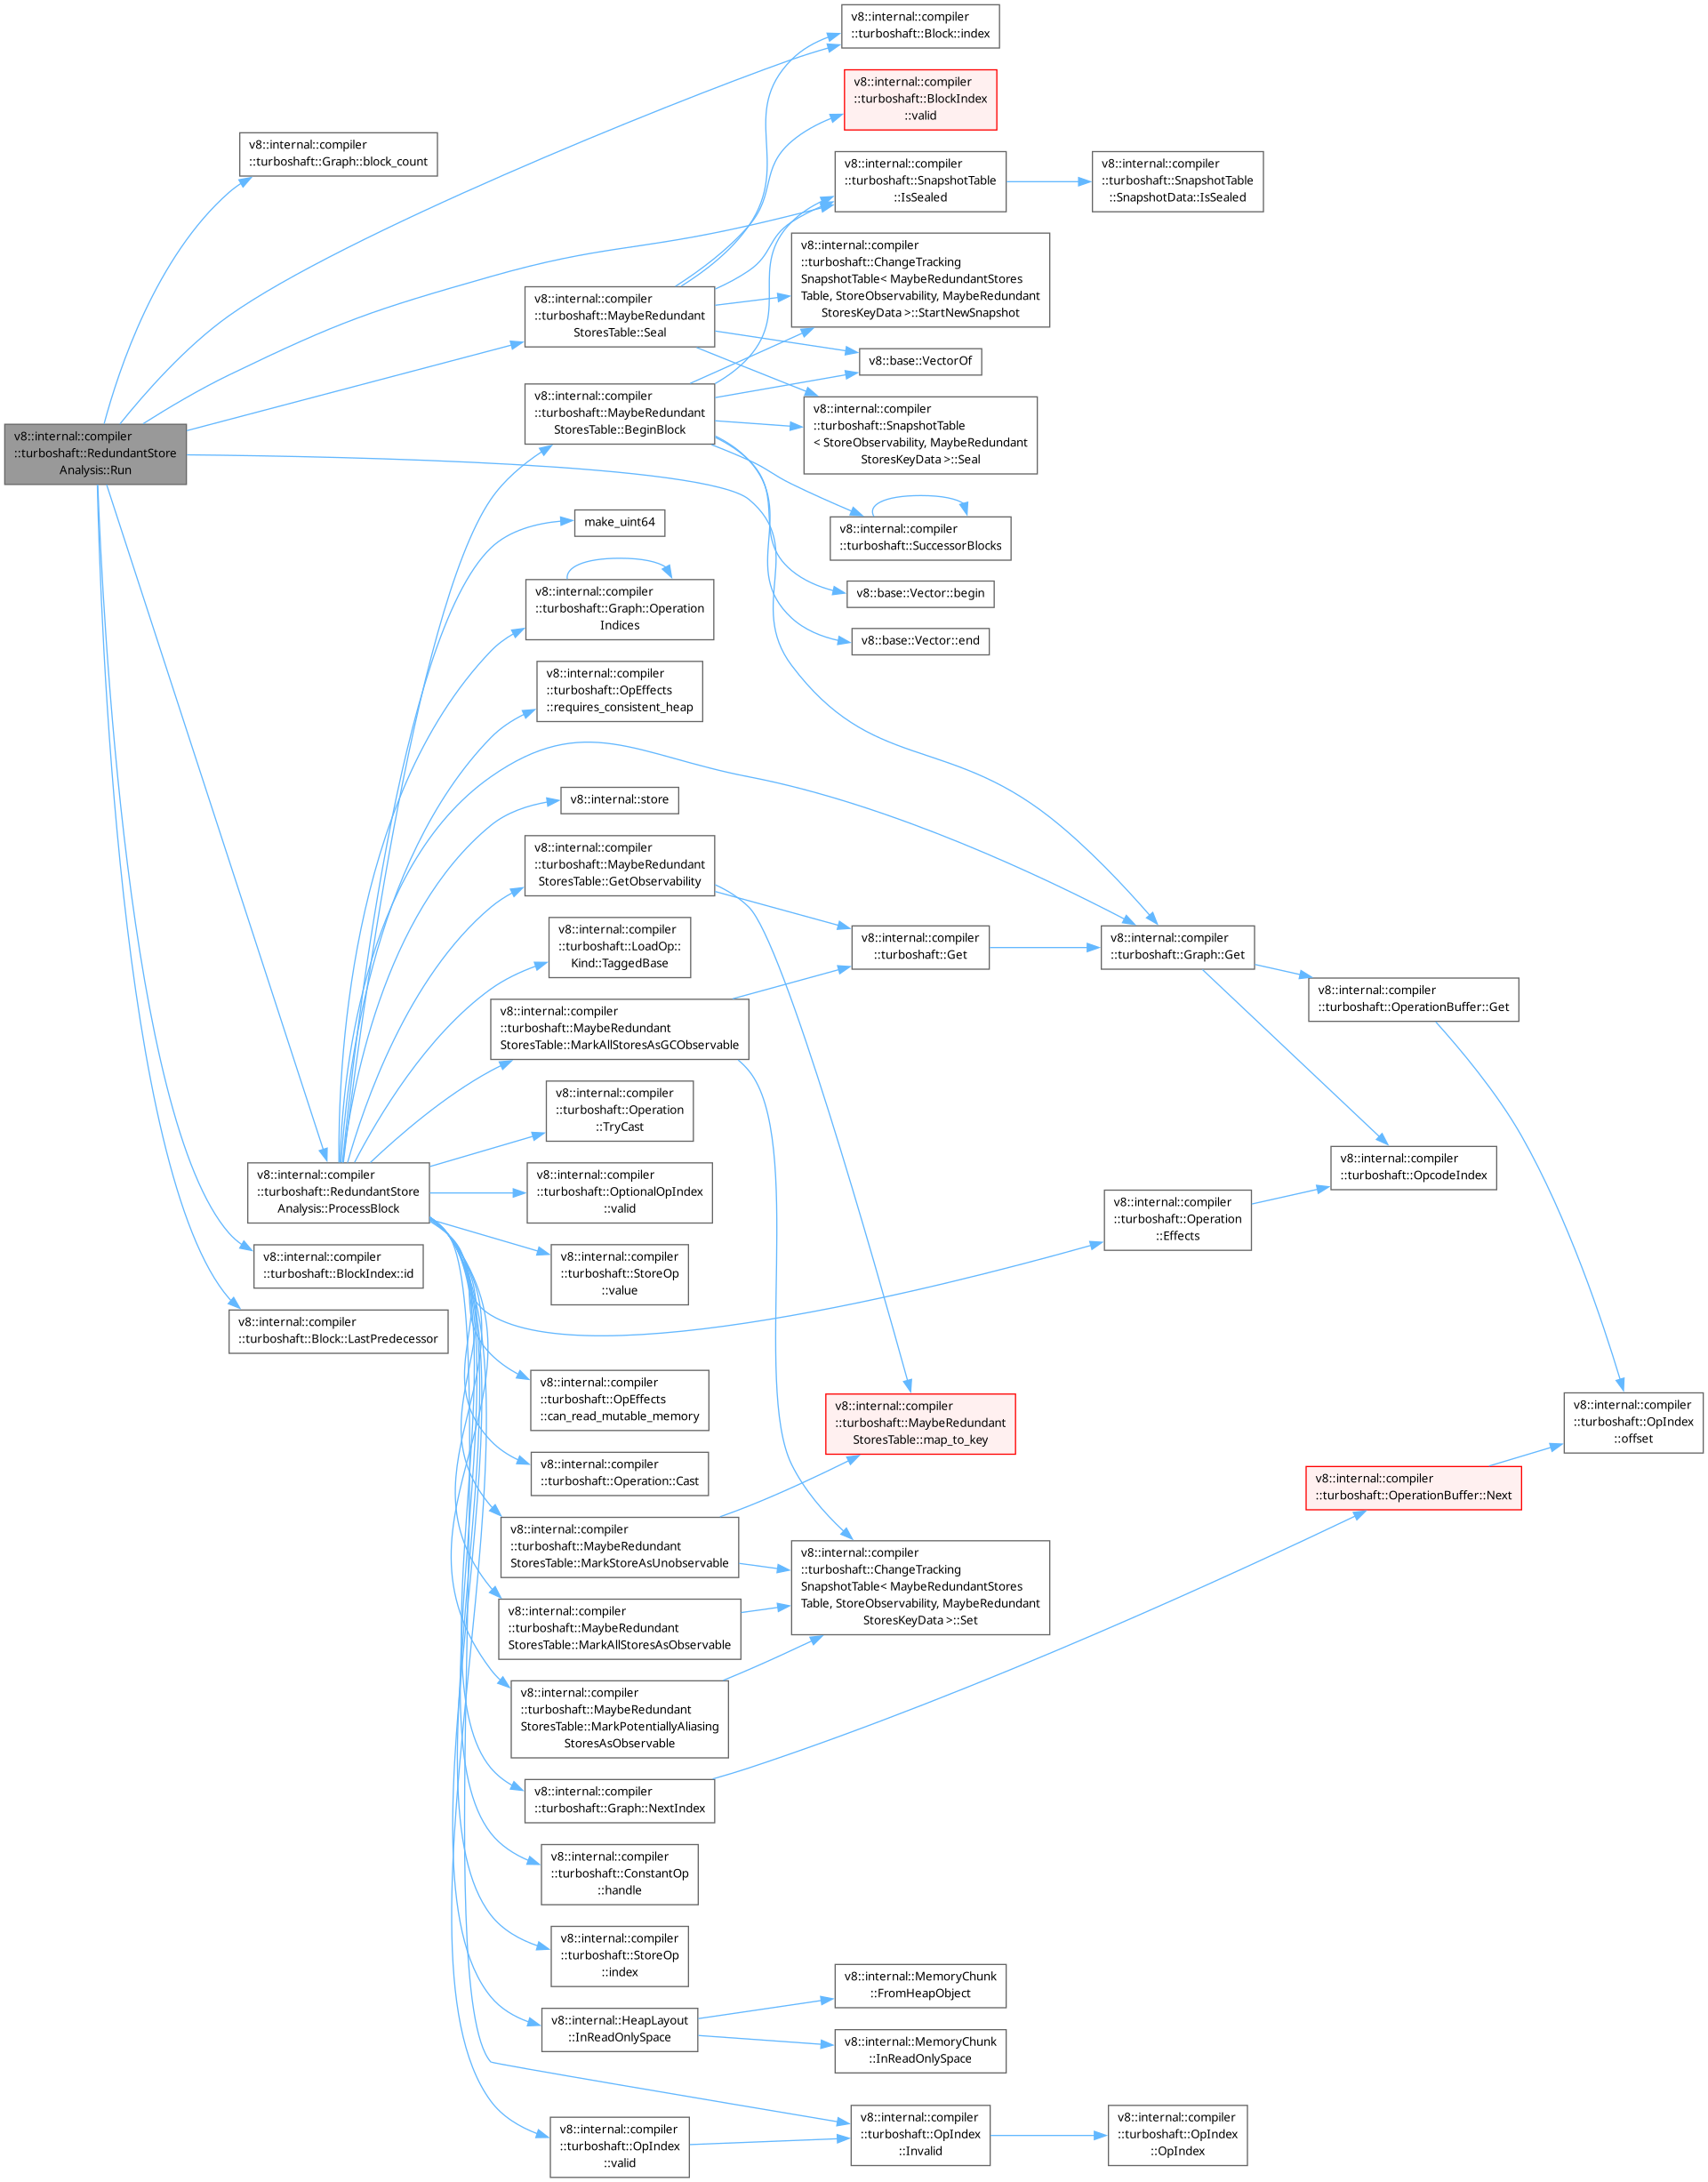 v8::internal::compiler
::turboshaft::Block::index
v8::internal::compiler
::turboshaft::BlockIndex
::valid
v8::internal::compiler
::turboshaft::Graph::block_count
v8::internal::compiler
::turboshaft::SnapshotTable
::IsSealed
v8::internal::compiler
::turboshaft::SnapshotTable
::SnapshotData::IsSealed
v8::internal::compiler
::turboshaft::ChangeTracking
SnapshotTable< MaybeRedundantStores
Table, StoreObservability, MaybeRedundant
StoresKeyData >::StartNewSnapshot
v8::internal::compiler
::turboshaft::MaybeRedundant
StoresTable::Seal
v8::base::VectorOf
v8::internal::compiler
::turboshaft::MaybeRedundant
StoresTable::BeginBlock
v8::internal::compiler
::turboshaft::SnapshotTable
< StoreObservability, MaybeRedundant
StoresKeyData >::Seal
v8::internal::compiler
::turboshaft::RedundantStore
Analysis::Run
make_uint64
v8::internal::compiler
::turboshaft::SuccessorBlocks
v8::internal::compiler
::turboshaft::Graph::Operation
Indices
v8::base::Vector::begin
v8::base::Vector::end
v8::internal::compiler
::turboshaft::OpEffects
::requires_consistent_heap
v8::internal::store
v8::internal::compiler
::turboshaft::MaybeRedundant
StoresTable::GetObservability
v8::internal::compiler
::turboshaft::LoadOp::
Kind::TaggedBase
v8::internal::compiler
::turboshaft::Get
v8::internal::compiler
::turboshaft::Graph::Get
v8::internal::compiler
::turboshaft::OperationBuffer::Get
v8::internal::compiler
::turboshaft::MaybeRedundant
StoresTable::MarkAllStoresAsGCObservable
v8::internal::compiler
::turboshaft::Operation
::TryCast
v8::internal::compiler
::turboshaft::OpcodeIndex
v8::internal::compiler
::turboshaft::RedundantStore
Analysis::ProcessBlock
v8::internal::compiler
::turboshaft::OptionalOpIndex
::valid
v8::internal::compiler
::turboshaft::Operation
::Effects
v8::internal::compiler
::turboshaft::BlockIndex::id
v8::internal::compiler
::turboshaft::StoreOp
::value
v8::internal::compiler
::turboshaft::Block::LastPredecessor
v8::internal::compiler
::turboshaft::OpEffects
::can_read_mutable_memory
v8::internal::compiler
::turboshaft::MaybeRedundant
StoresTable::map_to_key
v8::internal::compiler
::turboshaft::OpIndex
::offset
v8::internal::compiler
::turboshaft::Operation::Cast
v8::internal::compiler
::turboshaft::OperationBuffer::Next
v8::internal::compiler
::turboshaft::MaybeRedundant
StoresTable::MarkStoreAsUnobservable
v8::internal::compiler
::turboshaft::ChangeTracking
SnapshotTable< MaybeRedundantStores
Table, StoreObservability, MaybeRedundant
StoresKeyData >::Set
v8::internal::compiler
::turboshaft::MaybeRedundant
StoresTable::MarkAllStoresAsObservable
v8::internal::compiler
::turboshaft::MaybeRedundant
StoresTable::MarkPotentiallyAliasing
StoresAsObservable
v8::internal::compiler
::turboshaft::Graph::NextIndex
v8::internal::compiler
::turboshaft::ConstantOp
::handle
v8::internal::compiler
::turboshaft::StoreOp
::index
v8::internal::MemoryChunk
::FromHeapObject
v8::internal::HeapLayout
::InReadOnlySpace
v8::internal::MemoryChunk
::InReadOnlySpace
v8::internal::compiler
::turboshaft::OpIndex
::valid
v8::internal::compiler
::turboshaft::OpIndex
::Invalid
v8::internal::compiler
::turboshaft::OpIndex
::OpIndex